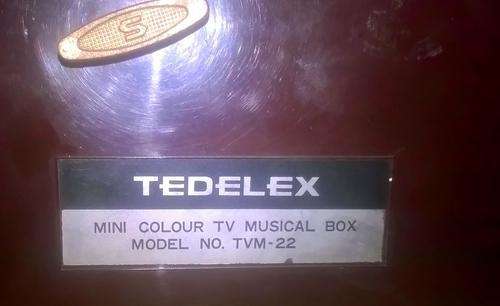 S
TEDELEX
MINI COLOUR TV MUSICAL BOX
MODEL NO. TVM-22